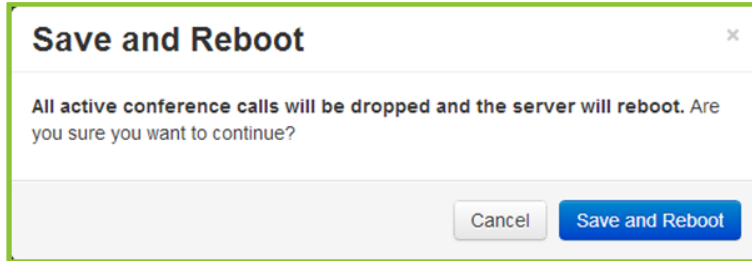 Save and Reboot
×
All active conference calls will be dropped and the server will reboot. Are
you sure you want to continue?
Cancel
Save and Reboot